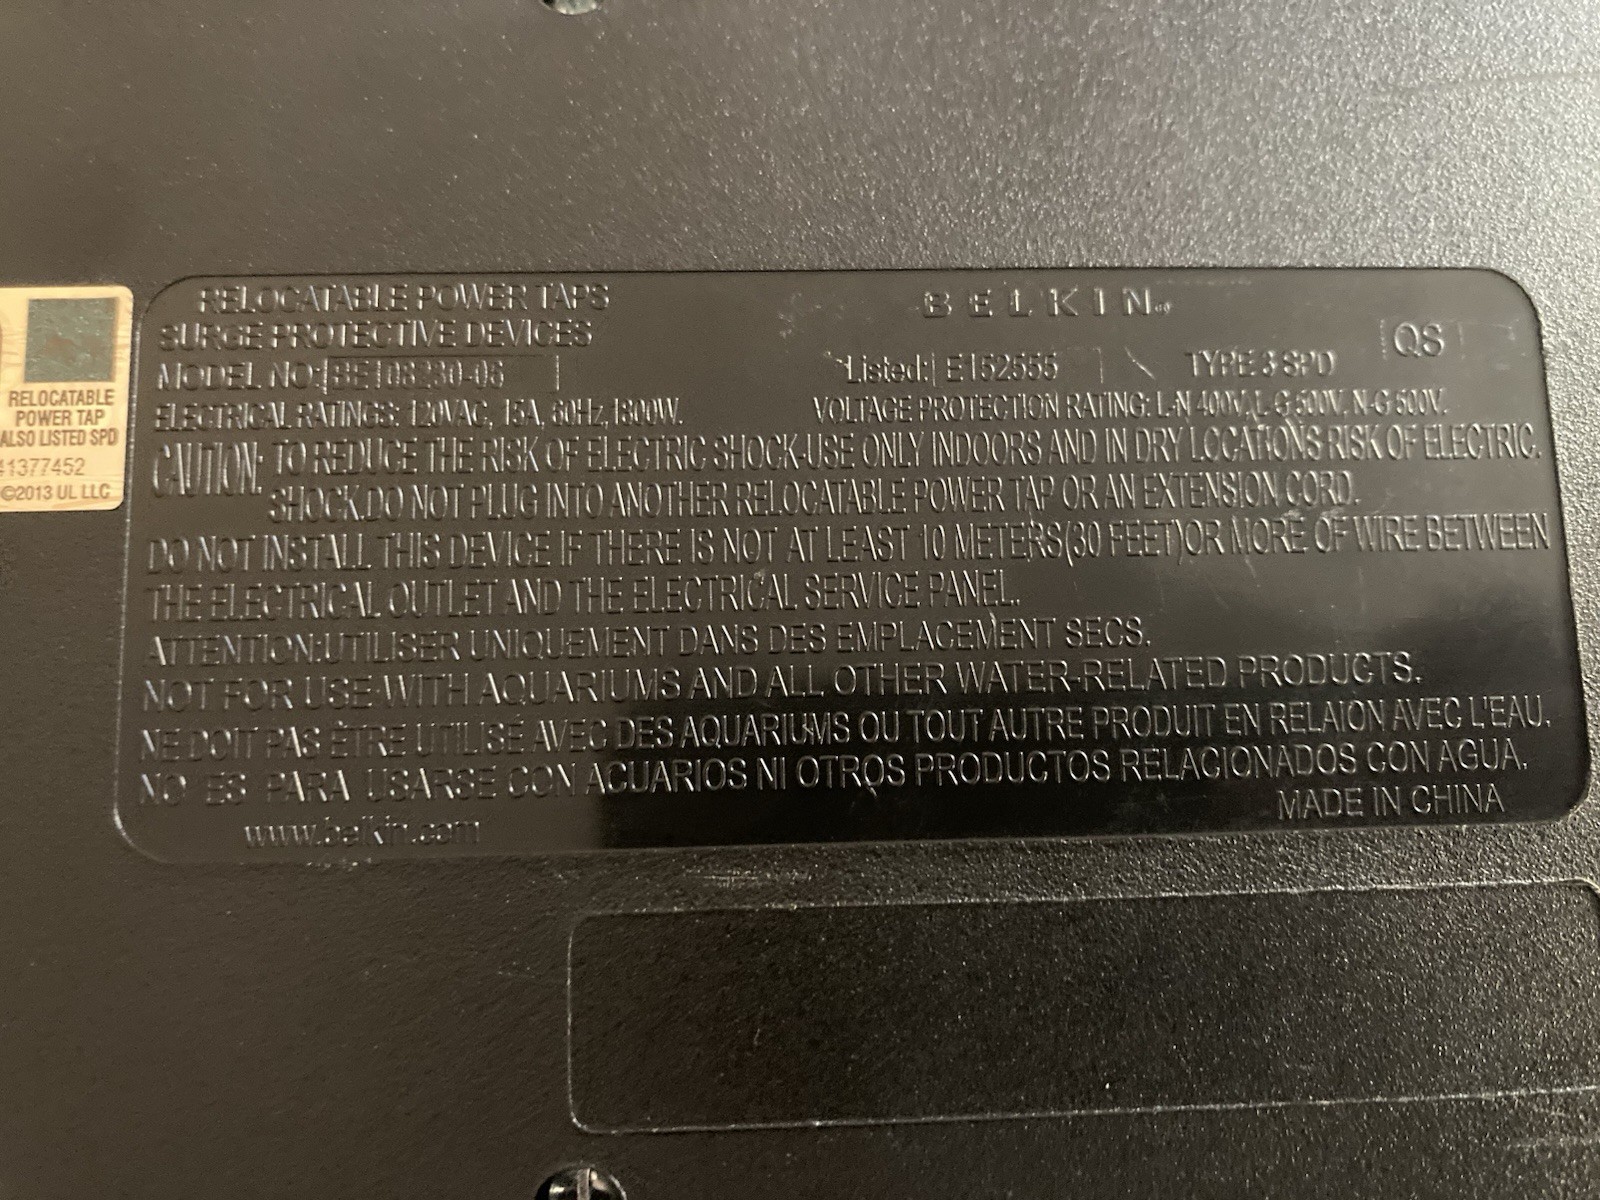 RELOCATABLE POWER TAPS
SURGE PROTECTIVE DEVICES
BELKIN®
QS
MODEL NO: BE108230-06
Listed: E152555
TYPE 3 SPD
ELECTRICAL RATINGS: 120VAC, 15A, 60Hz, 1800W.
VOLTAGE PROTECTION RATING: L-N 400V, L-G 500V, N-G 500V.
CAUTION: TO REDUCE THE RISK OF ELECTRIC SHOCK-USE ONLY INDOORS AND IN DRY LOCATIONS RISK OF ELECTRIC.
SHOCK.DO NOT PLUG INTO ANOTHER RELOCATABLE POWER TAP OR AN EXTENSION CORD.
DO NOT INSTALL THIS DEVICE IF THERE IS NOT AT LEAST 10 METERS(30 FEET)OR MORE OF WIRE BETWEEN
THE ELECTRICAL OUTLET AND THE ELECTRICAL SERVICE PANEL.
ATTENTION:UTILISER UNIQUEMENT DANS DES EMPLACEMENT SECS.
NOT FOR USE WITH AQUARIUMS AND ALL OTHER WATER-RELATED PRODUCTS.
NE DOIT PAS ÊTRE UTILISÉ AVEC DES AQUARIUMS OU TOUT AUTRE PRODUIT EN RELAION AVEC L'EAU.
NO ES PARA USARSE CON ACUARIOS NI OTROS PRODUCTOS RELACIONADOS CON AGUA.
MADE IN CHINA
www.belkin.com
RELOCATABLE
POWER TAP
ALSO LISTED SPD
41377452
©2013 UL LLC